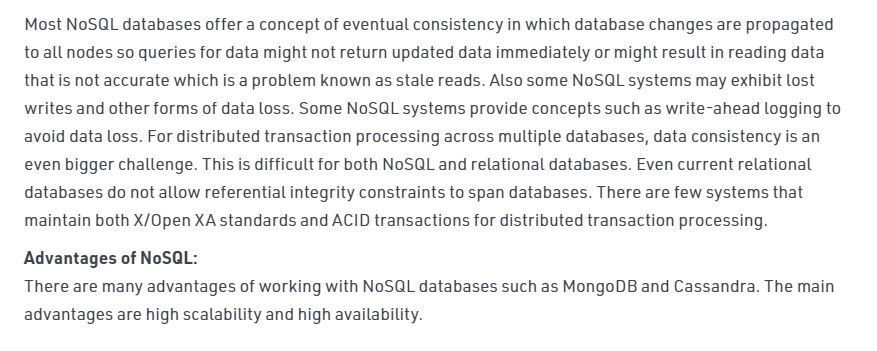 Most NoSQL databases offer a concept of eventual consistency in which database changes are propagated
to all nodes so queries for data might not return updated data immediately or might result in reading data
that is not accurate which is a problem known as stale reads. Also some NoSQL systems may exhibit lost
writes and other forms of data loss. Some NoSQL systems provide concepts such as write-ahead logging to
avoid data loss. For distributed transaction processing across multiple databases, data consistency is an
even bigger challenge. This is difficult for both NoSQL and relational databases. Even current relational
databases do not allow referential integrity constraints to span databases. There are few systems that
maintain both X/Open XA standards and ACID transactions for distributed transaction processing.
Advantages of NoSQL:
There are many advantages of working with NoSQL databases such as MongoDB and Cassandra. The main
advantages are high scalability and high availability.